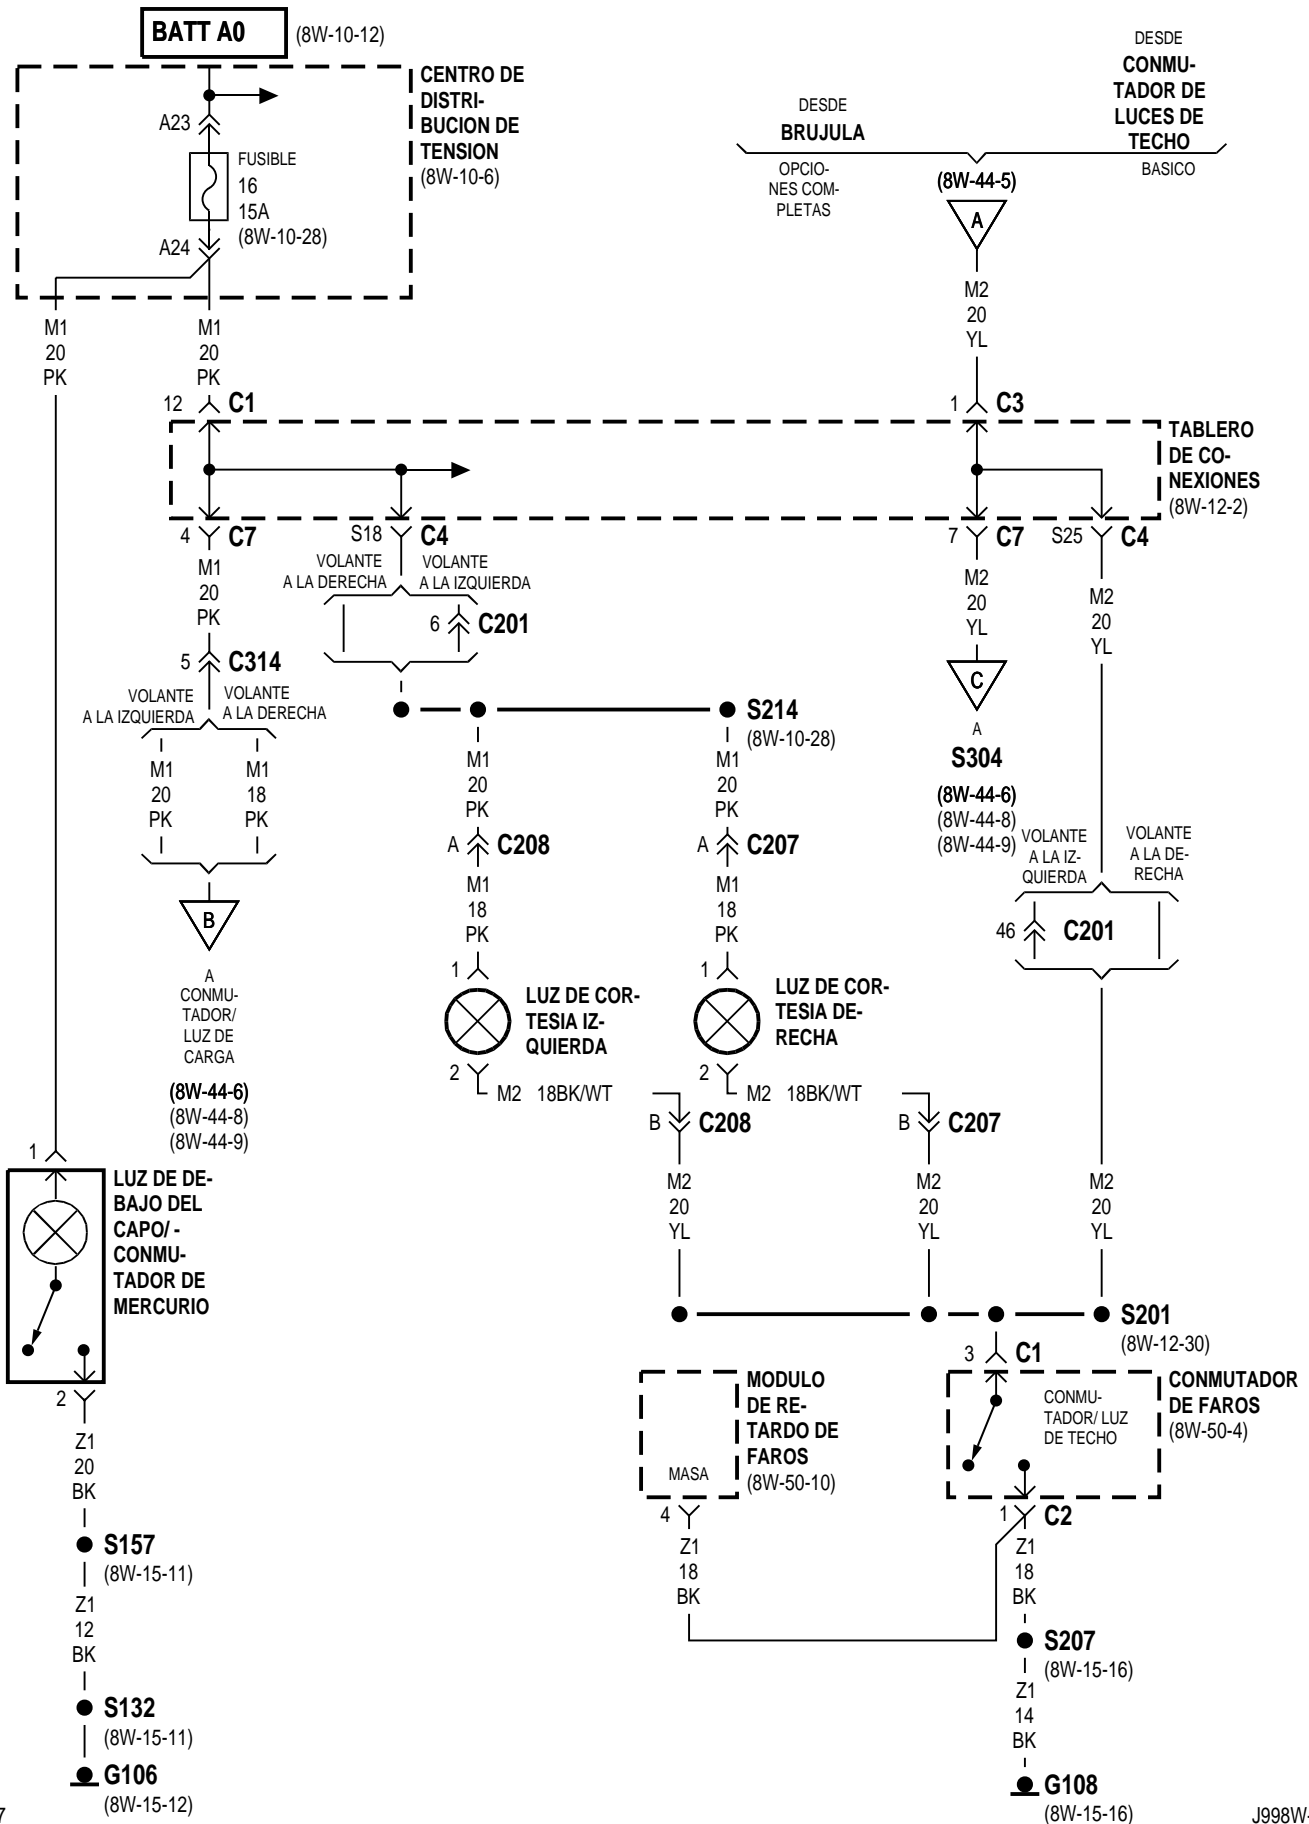 BATT A0 (8W-10-12)
CENTRO DE
DISTRI-
BUCION DE
TENSION
(8W-10-6)
A23
FUSIBLE
16
15A
(8W-10-28)
A24
DESDE
BRUJULA
DESDE
CONMU-
TADOR DE
LUCES DE
TECHO
OPCIO-
NES COM-
PLETAS
(8W-44-5)
BASICO
A
M1
20
PK
M1
20
PK
M2
20
YL
12 C1
1 C3
TABLERO
DE CO-
NEXIONES
(8W-12-2)
4 C7
S18 C4
7 C7
S25 C4
M1
20
PK
VOLANTE
A LA DERECHA
VOLANTE
A LA IZQUIERDA
6 C201
M2
20
YL
M2
20
YL
5 C314
VOLANTE
A LA IZQUIERDA
VOLANTE
A LA DERECHA
M1
20
PK
M1
18
PK
B
A
CONMU-
TADOR/
LUZ DE
CARGA
(8W-44-6)
(8W-44-8)
(8W-44-9)
S214
(8W-10-28)
M1
20
PK
M1
20
PK
A C208
A C207
M1
18
PK
M1
18
PK
C
A
S304
(8W-44-6)
(8W-44-8)
(8W-44-9)
VOLANTE
A LA IZ-
QUIERDA
VOLANTE
A LA DE-
RECHA
46 C201
1
LUZ DE COR-
TESIA IZ-
QUIERDA
2
M2 18BK/WT
1
LUZ DE COR-
TESIA DE-
RECHA
2
M2 18BK/WT
B C208
B C207
M2
20
YL
M2
20
YL
M2
20
YL
1
LUZ DE DE-
BAJO DEL
CAPO/ -
CONMU-
TADOR DE
MERCURIO
2
Z1
20
BK
S157
(8W-15-11)
Z1
12
BK
S132
(8W-15-11)
G106
(8W-15-12)
S201
(8W-12-30)
3 C1
MODULO
DE RE-
TARDO DE
FAROS
(8W-50-10)
MASA
CONMU-
TADOR/ LUZ
DE TECHO
CONMUTADOR
DE FAROS
(8W-50-4)
4
1 C2
Z1
18
BK
Z1
18
BK
S207
(8W-15-16)
Z1
14
BK
G108
(8W-15-16)
7
J998W-